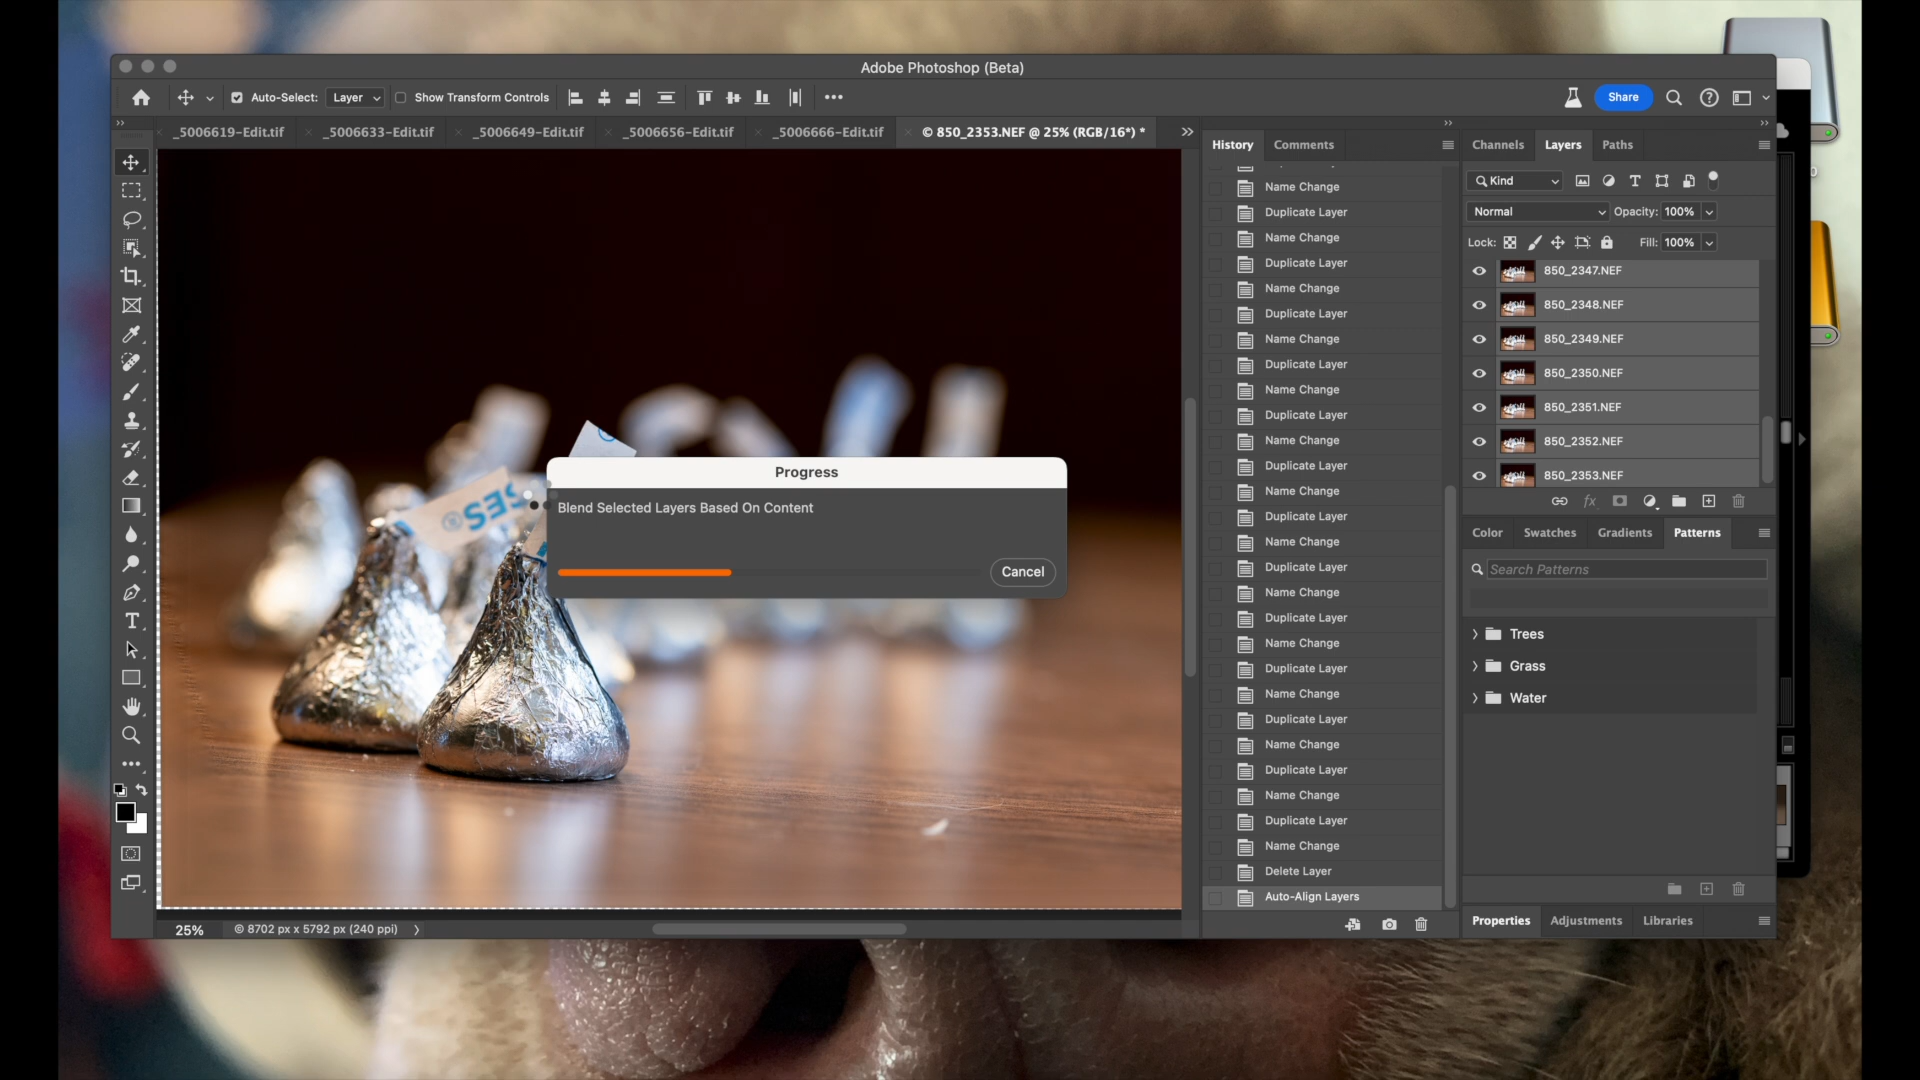 Adobe Photoshop (Beta)
Auto-Select: Layer Show Transform Controls Share
_5006619-Edit.tif _5006633-Edit.tif _5006649-Edit.tif _5006656-Edit.tif _5006666-Edit.tif © 850_2353.NEF @ 25% (RGB/16*) *
History Comments
Name Change
Duplicate Layer
Name Change
Duplicate Layer
Name Change
Duplicate Layer
Name Change
Duplicate Layer
Name Change
Duplicate Layer
Name Change
Duplicate Layer
Name Change
Duplicate Layer
Name Change
Duplicate Layer
Name Change
Duplicate Layer
Name Change
Duplicate Layer
Name Change
Duplicate Layer
Name Change
Duplicate Layer
Name Change
Duplicate Layer
Name Change
Delete Layer
Auto-Align Layers
Channels Layers Paths
Kind
Normal Opacity: 100%
Lock: Fill: 100%
850_2347.NEF
850_2348.NEF
850_2349.NEF
850_2350.NEF
850_2351.NEF
850_2352.NEF
850_2353.NEF
Color Swatches Gradients Patterns
Search Patterns
Trees
Grass
Water
Properties Adjustments Libraries
Progress
Blend Selected Layers Based On Content
Cancel
25% © 8702 px x 5792 px (240 ppi)